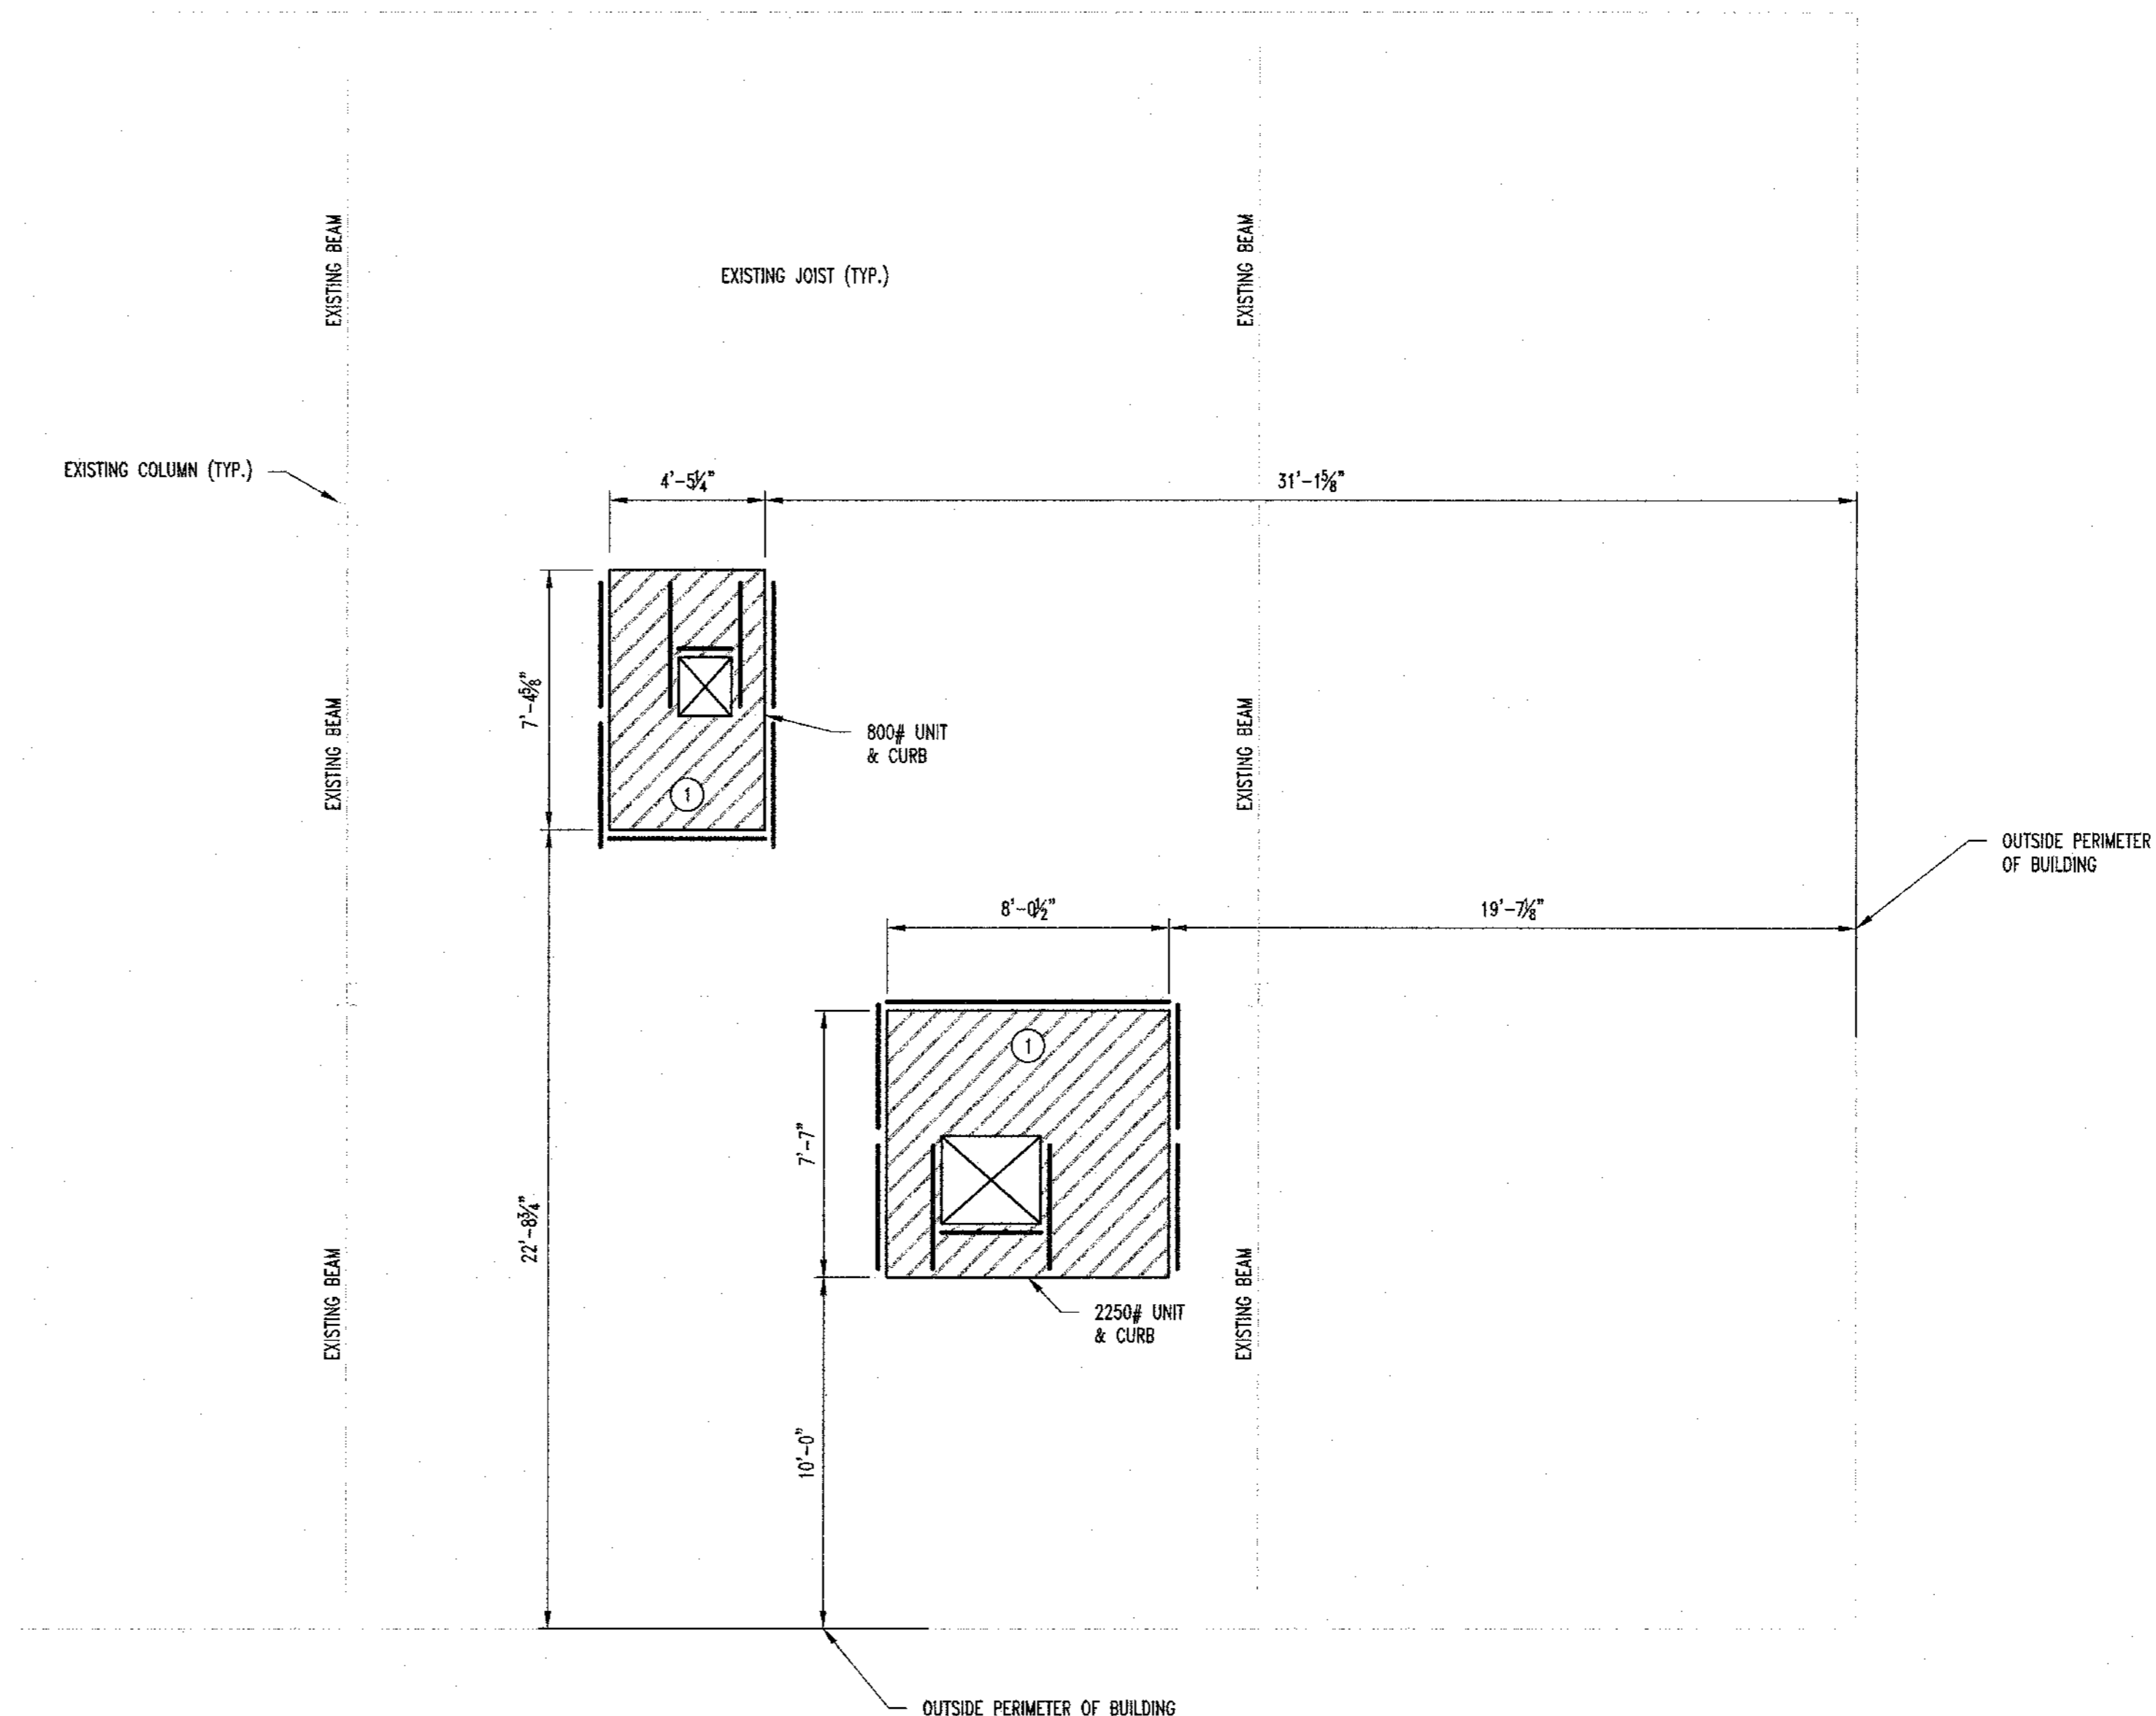 EXISTING BEAM
EXISTING BEAM
EXISTING JOIST (TYP.)
EXISTING COLUMN (TYP.)
4'-5¼"
31'-1⅝"
7'-4⅝"
800# UNIT
& CURB
1
EXISTING BEAM
EXISTING BEAM
OUTSIDE PERIMETER
OF BUILDING
8'-0½"
19'-7⅛"
1
7'-7"
22'-8¾"
EXISTING BEAM
EXISTING BEAM
2250# UNIT
& CURB
10'-0"
OUTSIDE PERIMETER OF BUILDING